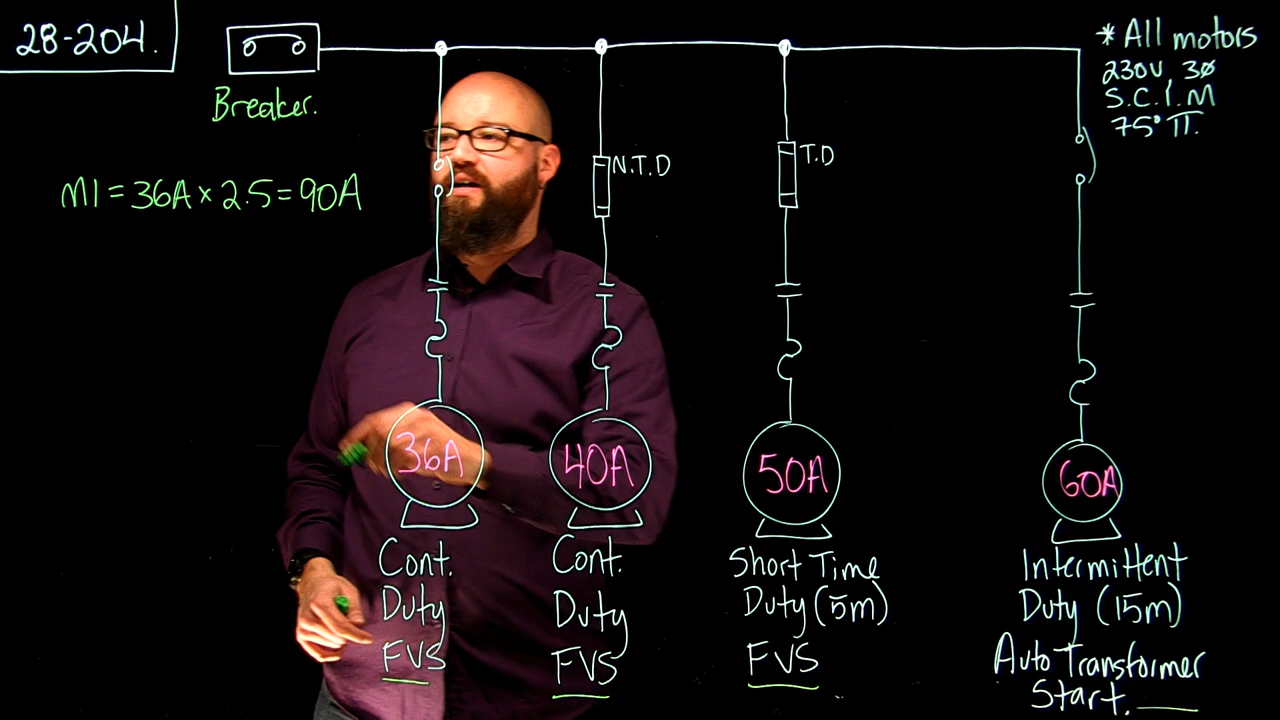 28-204.
Breaker.
M1 = 36A x 2.5 = 90A
N.T.D
T.D
* All motors
230V, 3ø
S.C.I.M
75° TT.
36A
40A
50A
60A
Cont.
Duty
FVS
Cont.
Duty
FVS
Short Time
Duty (5m)
FVS
Intermittent
Duty (15m)
Auto Transformer
Start.